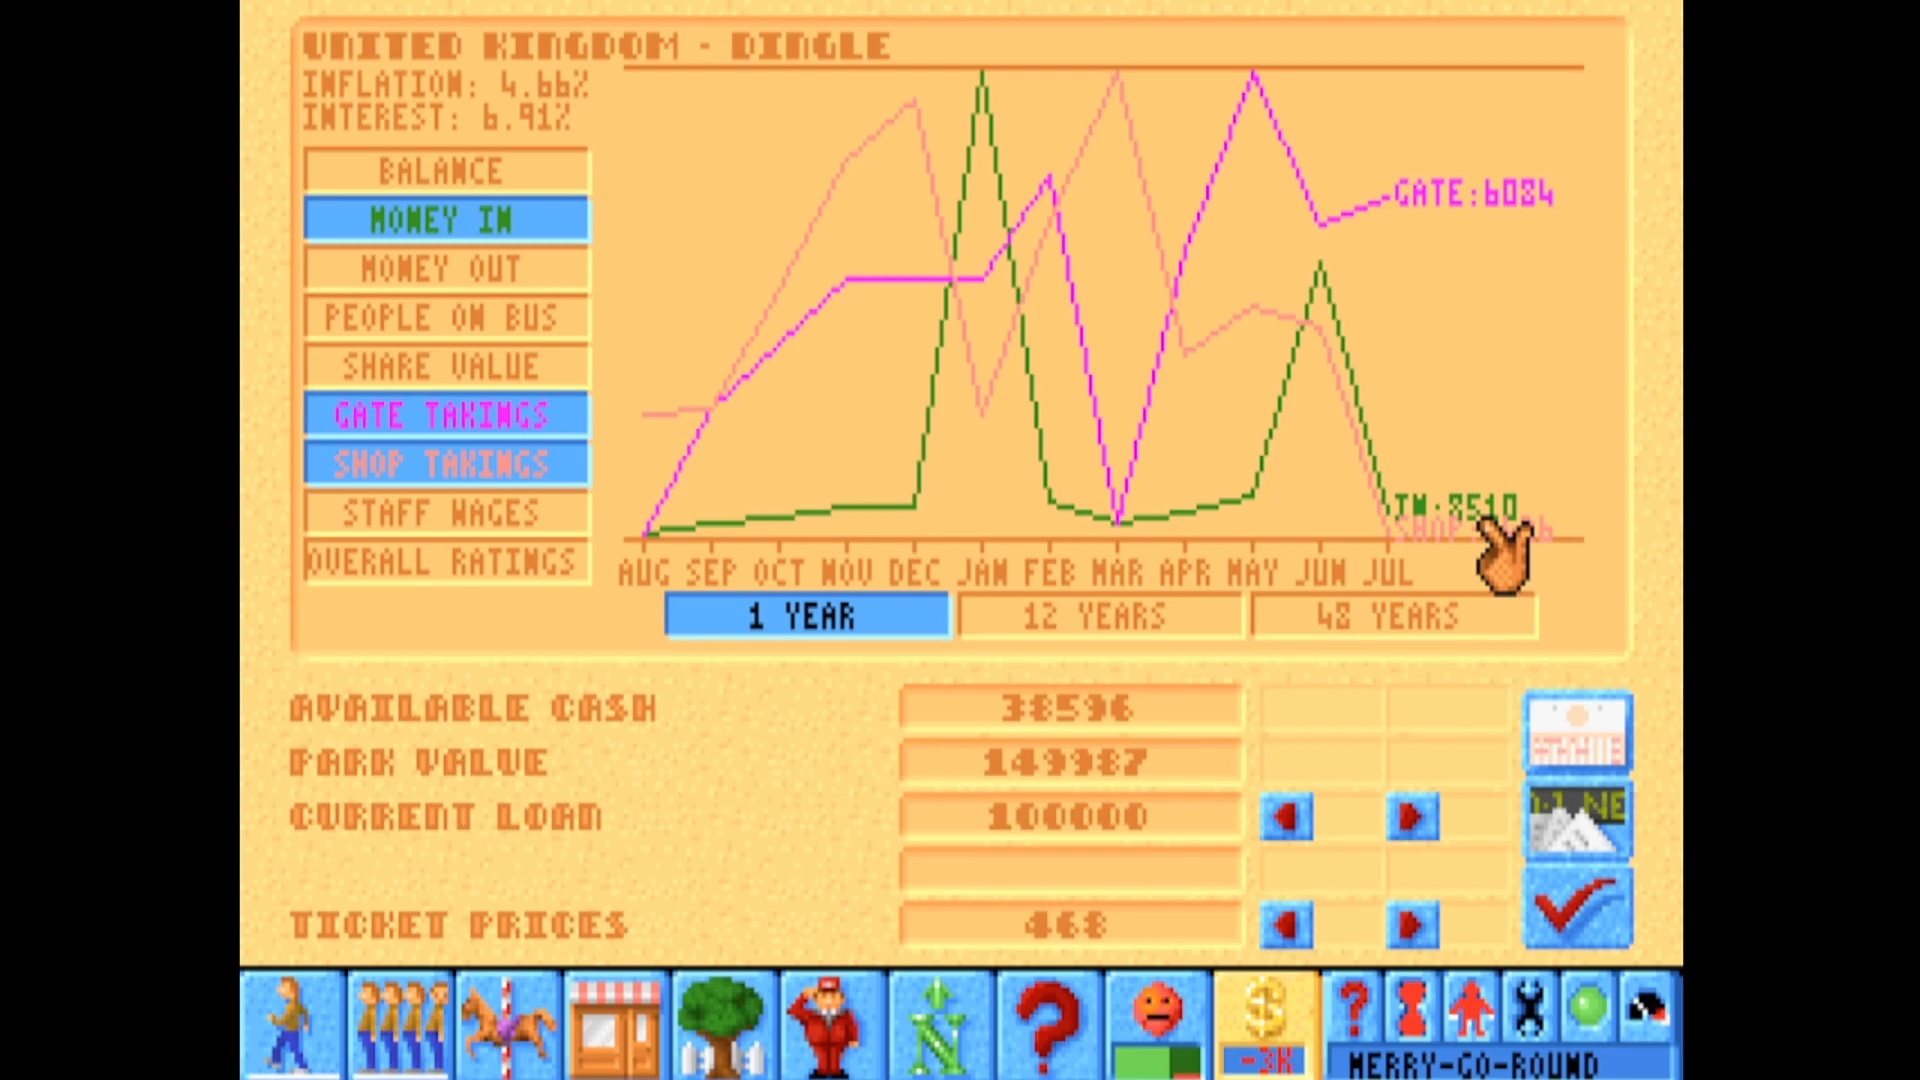 UNITED KINGDOM - DINGLE
INFLATION: 4.66%
INTEREST: 6.91%
BALANCE
MONEY IN
MONEY OUT
PEOPLE ON BUS
SHARE VALUE
GATE TAKINGS
SHOP TAKINGS
STAFF WAGES
OVERALL RATINGS
GATE:6084
IN:8510
SHOP
AUG SEP OCT NOV DEC JAN FEB MAR APR MAY JUN JUL
1 YEAR 12 YEARS 48 YEARS
AVAILABLE CASH 38596
PARK VALUE 149987
CURRENT LOAN 100000
TICKET PRICES 468
-3K
MERRY-GO-ROUND